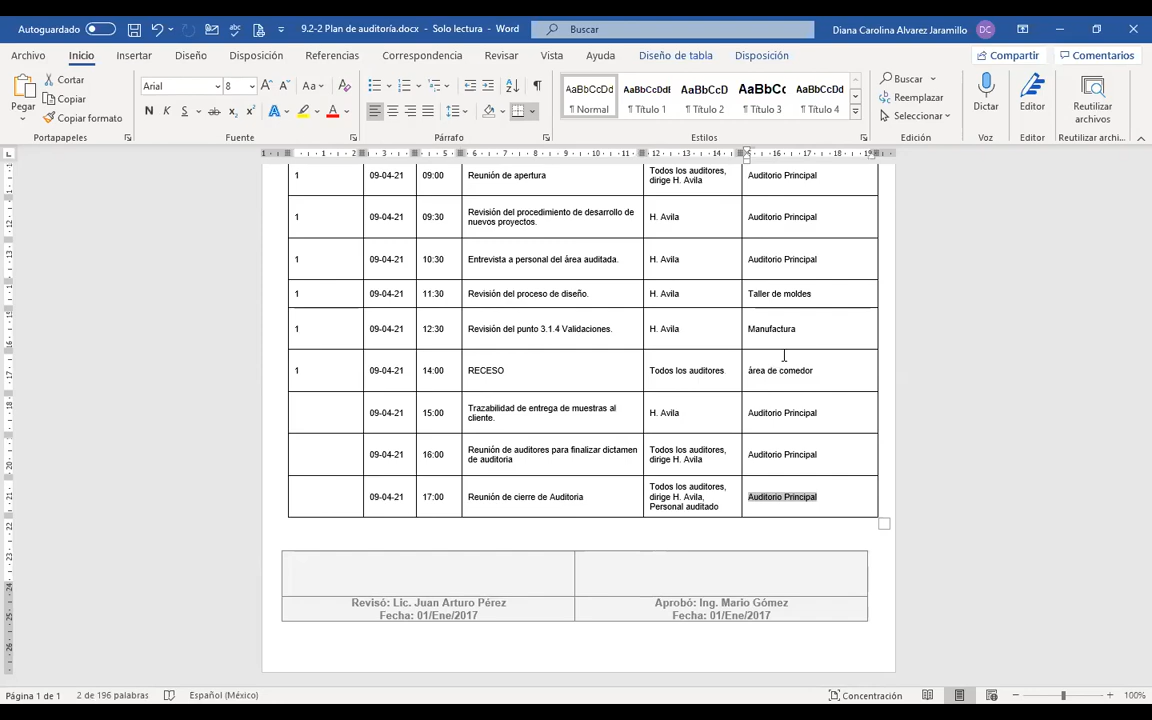 Autoguardado
9.2-2 Plan de auditoría.docx - Solo lectura - Word
Buscar
Diana Carolina Alvarez Jaramillo
DC
Archivo
Inicio
Insertar
Diseño
Disposición
Referencias
Correspondencia
Revisar
Vista
Ayuda
Diseño de tabla
Disposición
Compartir
Comentarios
Pegar
Cortar
Copiar
Copiar formato
Portapapeles
Arial
8
Fuente
Párrafo
AaBbCcDdI
¶ Normal
AaBbCcDdI
¶ Título 1
AaBbCcD
¶ Título 2
AaBbCc
¶ Título 3
AaBbCcDd
¶ Título 4
Estilos
Buscar
Reemplazar
Seleccionar
Edición
Dictar
Voz
Editor
Editor
Reutilizar
archivos
Reutilizar archi...
1 09-04-21 09:00 Reunión de apertura Todos los auditores, Auditorio Principal
dirige H. Avila
1 09-04-21 09:30 Revisión del procedimiento de desarrollo de H. Avila Auditorio Principal
nuevos proyectos.
1 09-04-21 10:30 Entrevista a personal del área auditada. H. Avila Auditorio Principal
1 09-04-21 11:30 Revisión del proceso de diseño. H. Avila Taller de moldes
1 09-04-21 12:30 Revisión del punto 3.1.4 Validaciones. H. Avila Manufactura
1 09-04-21 14:00 RECESO Todos los auditores área de comedor
09-04-21 15:00 Trazabilidad de entrega de muestras al H. Avila Auditorio Principal
cliente.
09-04-21 16:00 Reunión de auditores para finalizar dictamen Todos los auditores, Auditorio Principal
de auditoria dirige H. Avila
09-04-21 17:00 Reunión de cierre de Auditoria Todos los auditores, Auditorio Principal
dirige H. Avila,
Personal auditado
Revisó: Lic. Juan Arturo Pérez
Fecha: 01/Ene/2017
Aprobó: Ing. Mario Gómez
Fecha: 01/Ene/2017
Página 1 de 1
2 de 196 palabras
Español (México)
Concentración
100%